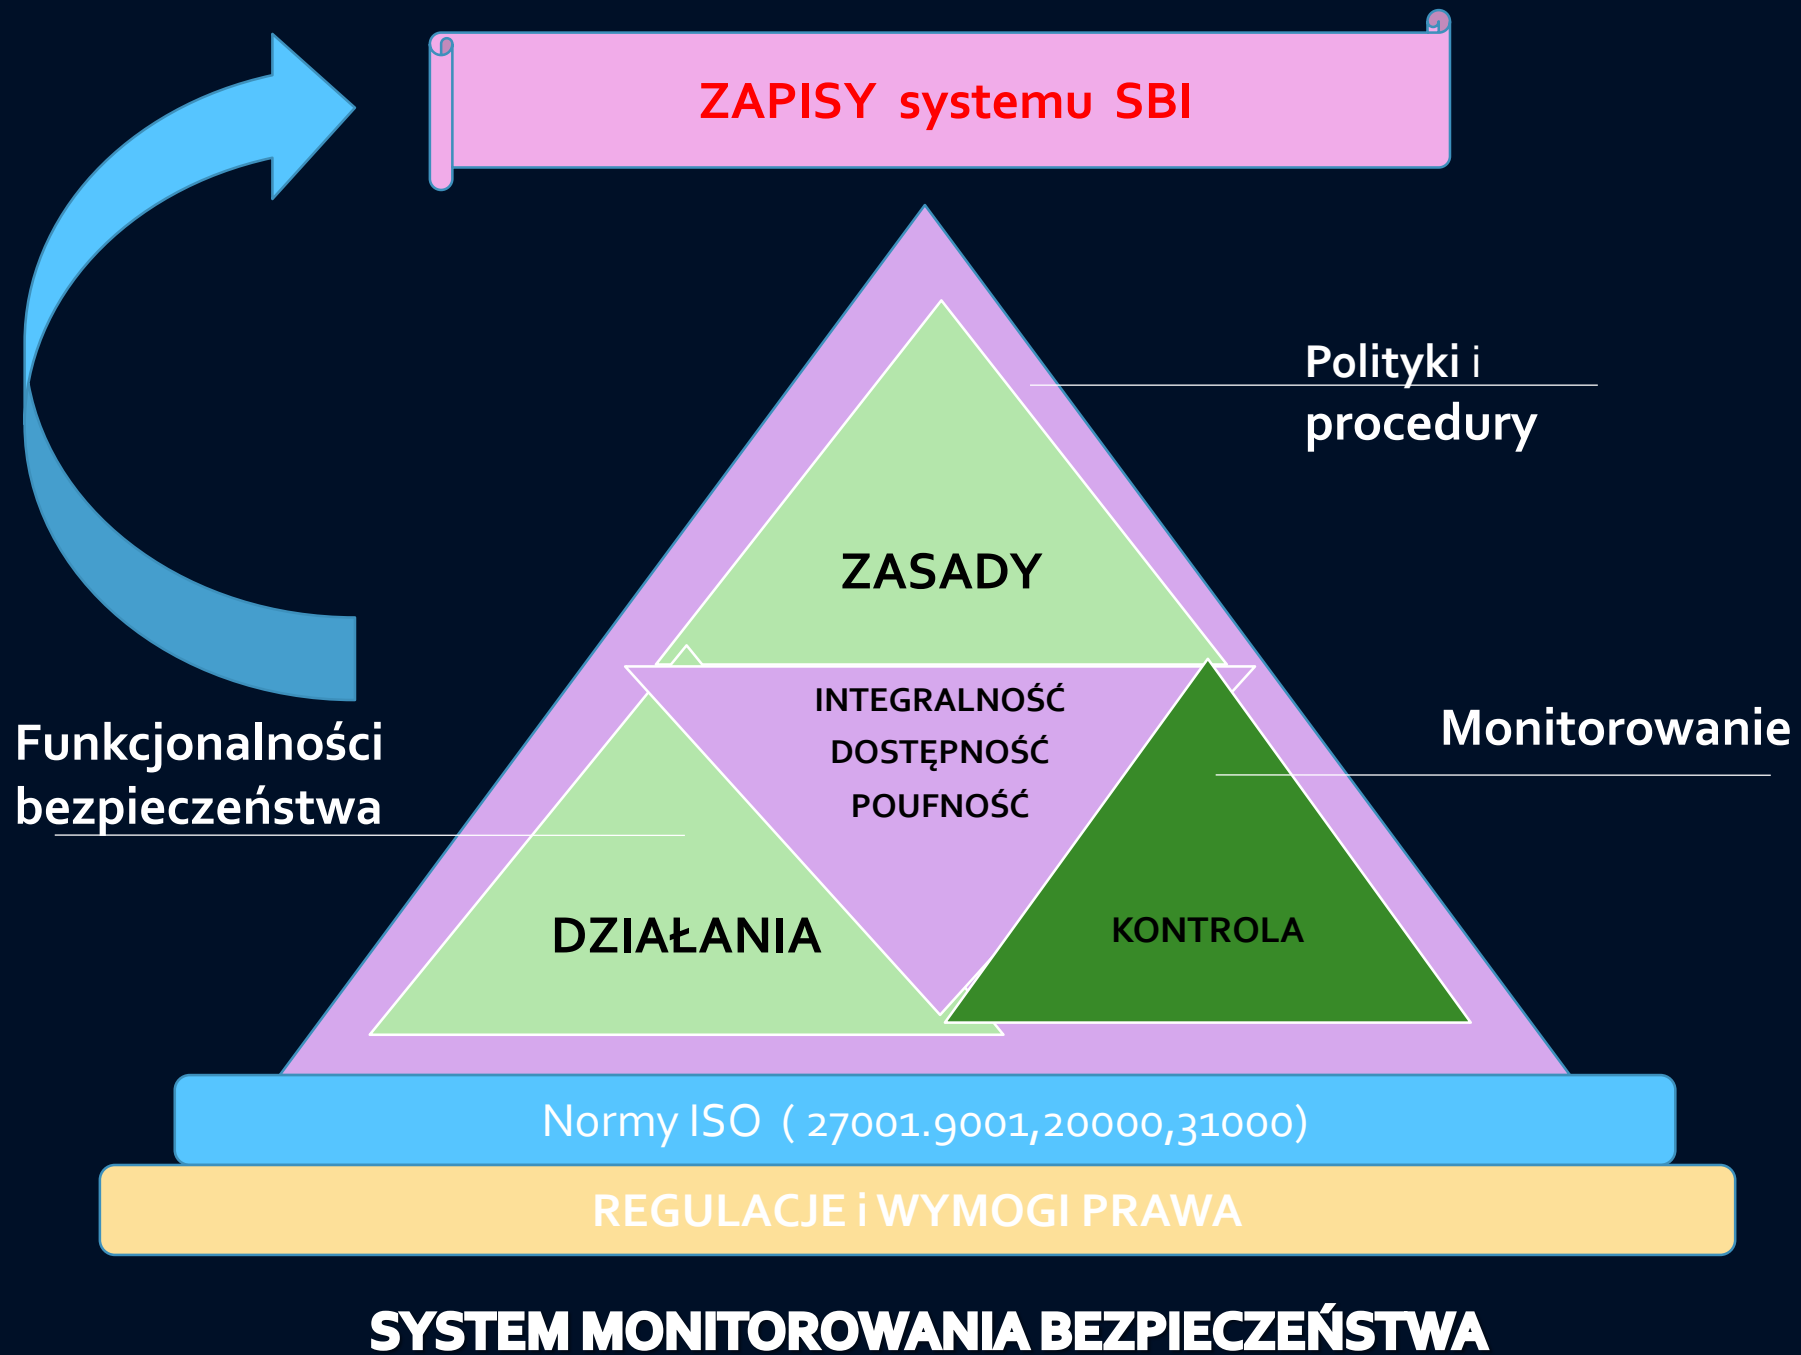 ZAPISY systemu SBI
Polityki i
procedury
ZASADY
INTEGRALNOŚĆ
DOSTĘPNOŚĆ
POUFNOŚĆ
Funkcjonalności
bezpieczeństwa
Monitorowanie
DZIAŁANIA
KONTROLA
Normy ISO ( 27001.9001,20000,31000)
REGULACJE i WYMOGI PRAWA
SYSTEM MONITOROWANIA BEZPIECZEŃSTWA